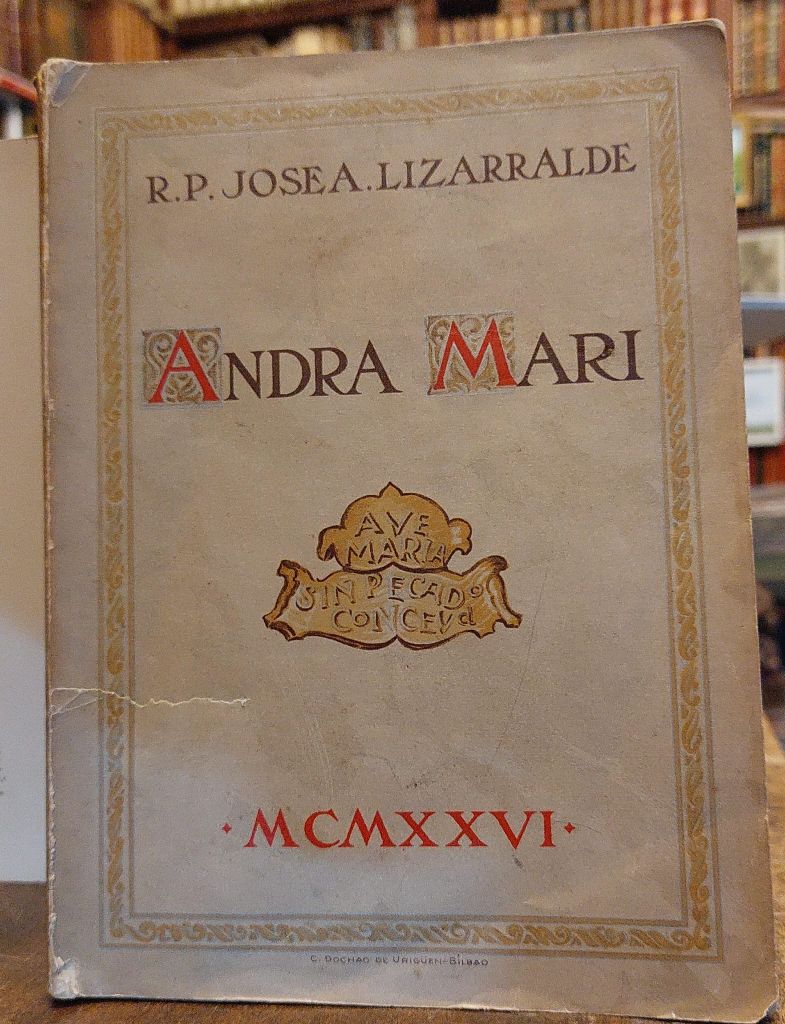 R.P. JOSE A. LIZARRALDE
ANDRA MARI
AVE
MARIA
SIN PECADO
CONCEVd
· MCMXXVI ·
C. DOCHAO DE URIGÜEN-BILBAO